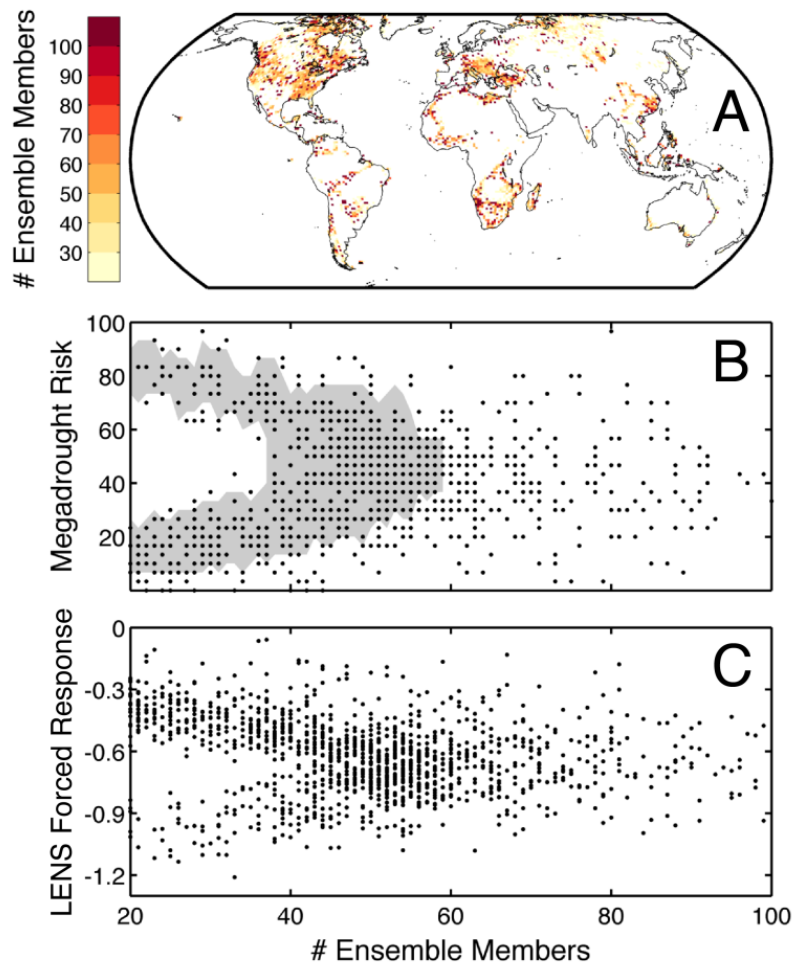 # Ensemble Members
100
90
80
70
60
50
40
30
A
Megadrought Risk
100
80
60
40
20
B
LENS Forced Response
0
-0.3
-0.6
-0.9
-1.2
C
20 40 60 80 100
# Ensemble Members